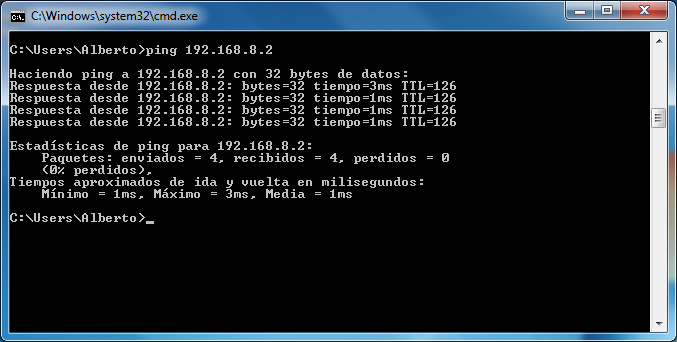 C:\Windows\system32\cmd.exe
C:\Users\Alberto>ping 192.168.8.2
Haciendo ping a 192.168.8.2 con 32 bytes de datos:
Respuesta desde 192.168.8.2: bytes=32 tiempo=3ms TTL=126
Respuesta desde 192.168.8.2: bytes=32 tiempo=1ms TTL=126
Respuesta desde 192.168.8.2: bytes=32 tiempo=1ms TTL=126
Respuesta desde 192.168.8.2: bytes=32 tiempo=1ms TTL=126
Estadísticas de ping para 192.168.8.2:
Paquetes: enviados = 4, recibidos = 4, perdidos = 0
(0% perdidos),
Tiempos aproximados de ida y vuelta en milisegundos:
Mínimo = 1ms, Máximo = 3ms, Media = 1ms
C:\Users\Alberto>_